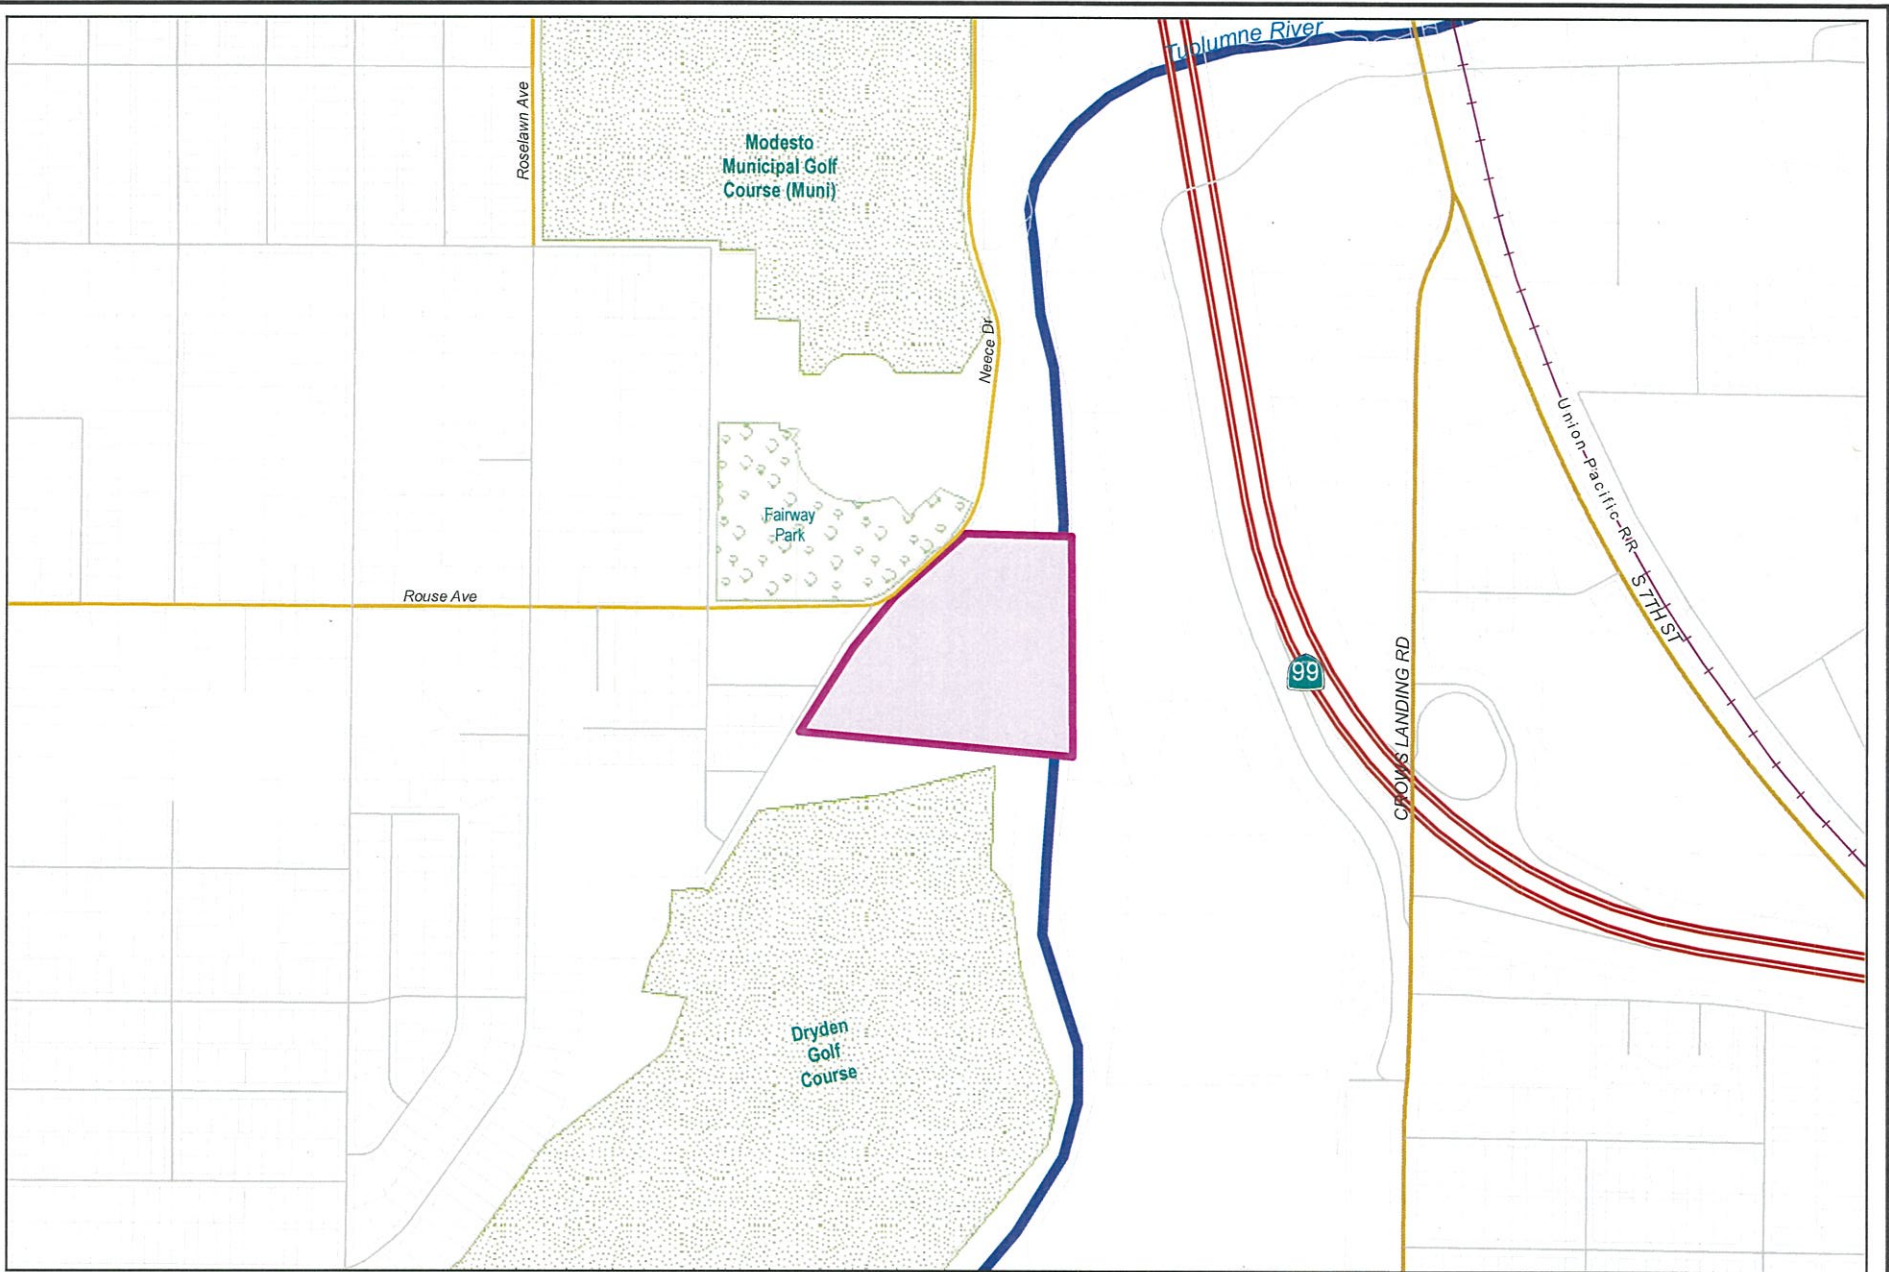 Tuolumne River
Roselawn Ave
Modesto
Municipal Golf
Course (Muni)
Neece Dr
Union Pacific RR
Fairway
Park
Rouse Ave
S 7TH ST
99
CROWS LANDING RD
Dryden
Golf
Course